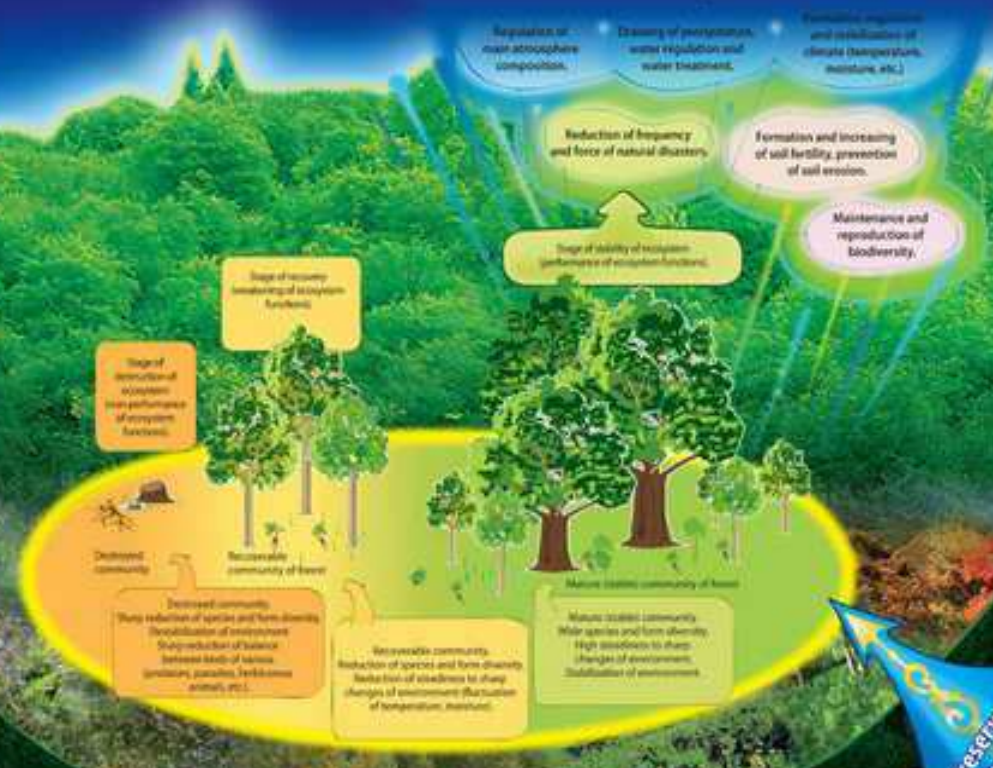 Regulation of
main atmosphere
composition.
Cleaning of precipitation,
water regulation and
water treatment.
and stabilization of
climate (temperature,
moisture, etc.)
Reduction of frequency
and force of natural disasters.
Formation and increasing
of soil fertility, prevention
of soil erosion.
Maintenance and
reproduction of
biodiversity.
Stage of stability of ecosystem
(performance of ecosystem functions).
Stage of recovery
(weakening of ecosystem
functions).
Stage of
destruction of
ecosystem
(non-performance
of ecosystem
functions).
Destroyed
community
Recoverable
community of forest
Mature (stable) community of forest
Destroyed community.
Sharp reduction of species and form diversity.
Destabilization of environment
Sharp reduction of balance
between kinds of various
(predators, parasites, herbivorous
animals, etc.).
Recoverable community.
Reduction of species and form diversity.
Reduction of steadiness to sharp
changes of environment (fluctuation
of temperature, moisture).
Mature (stable) community.
Wide species and form diversity.
High steadiness to sharp
changes of environment.
Stabilization of environment.